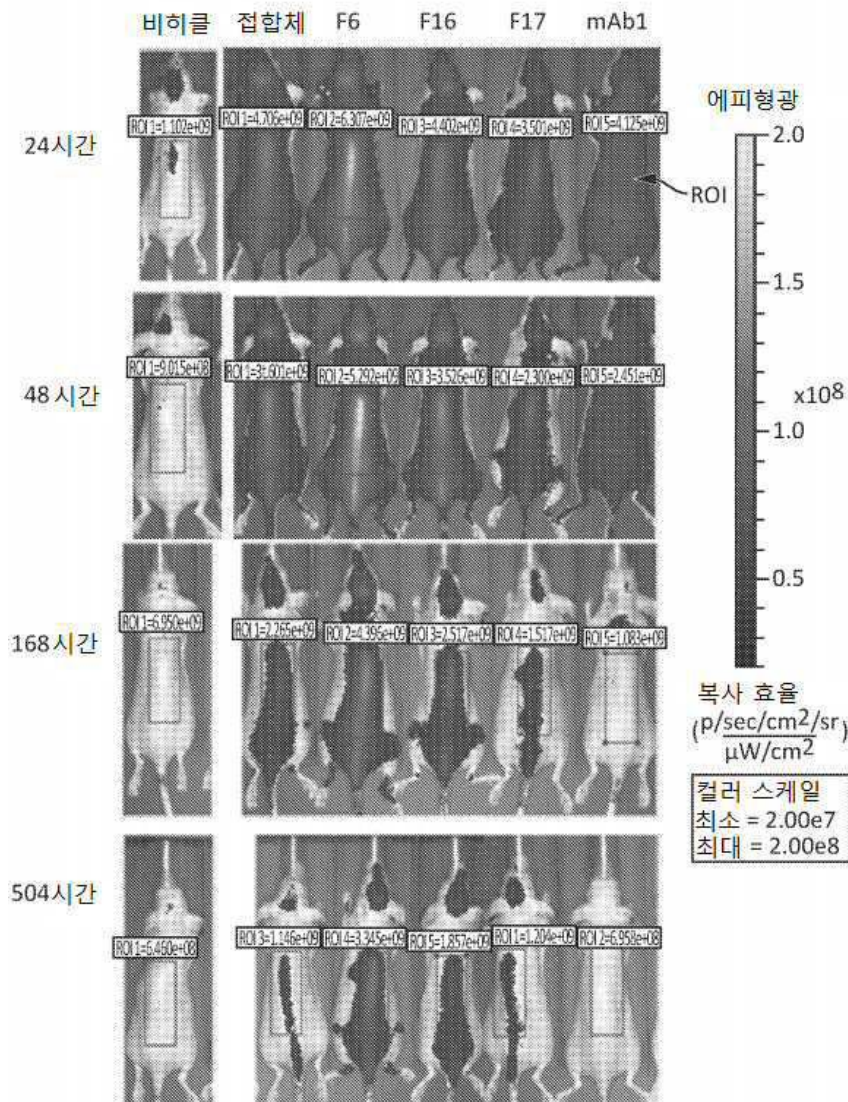 비히클 접합체 F6 F16 F17 mAb1
24시간
ROI 1=1.102e+09
ROI 1=4.706e+09
ROI 2=6.307e+09
ROI 3=4.402e+09
ROI 4=3.501e+09
ROI 5=4.125e+09
ROI
48시간
ROI 1=9.015e+08
ROI 2=5.292e+09
ROI 3=3.526e+09
ROI 4=2.300e+09
ROI 5=2.451e+09
168시간
ROI 1=6.950e+09
ROI 1=2.265e+09
ROI 2=4.396e+09
ROI 3=2.517e+09
ROI 4=1.517e+09
ROI 5=1.083e+09
504시간
ROI 1=6.460e+08
ROI 3=1.146e+09
ROI 4=3.345e+09
ROI 5=1.857e+09
ROI 1=1.204e+09
ROI 2=6.958e+08
에피형광
2.0
1.5
x10⁸
1.0
0.5
복사 효율
(p/sec/cm2/sr
μW/cm2)
컬러 스케일
최소 = 2.00e7
최대 = 2.00e8